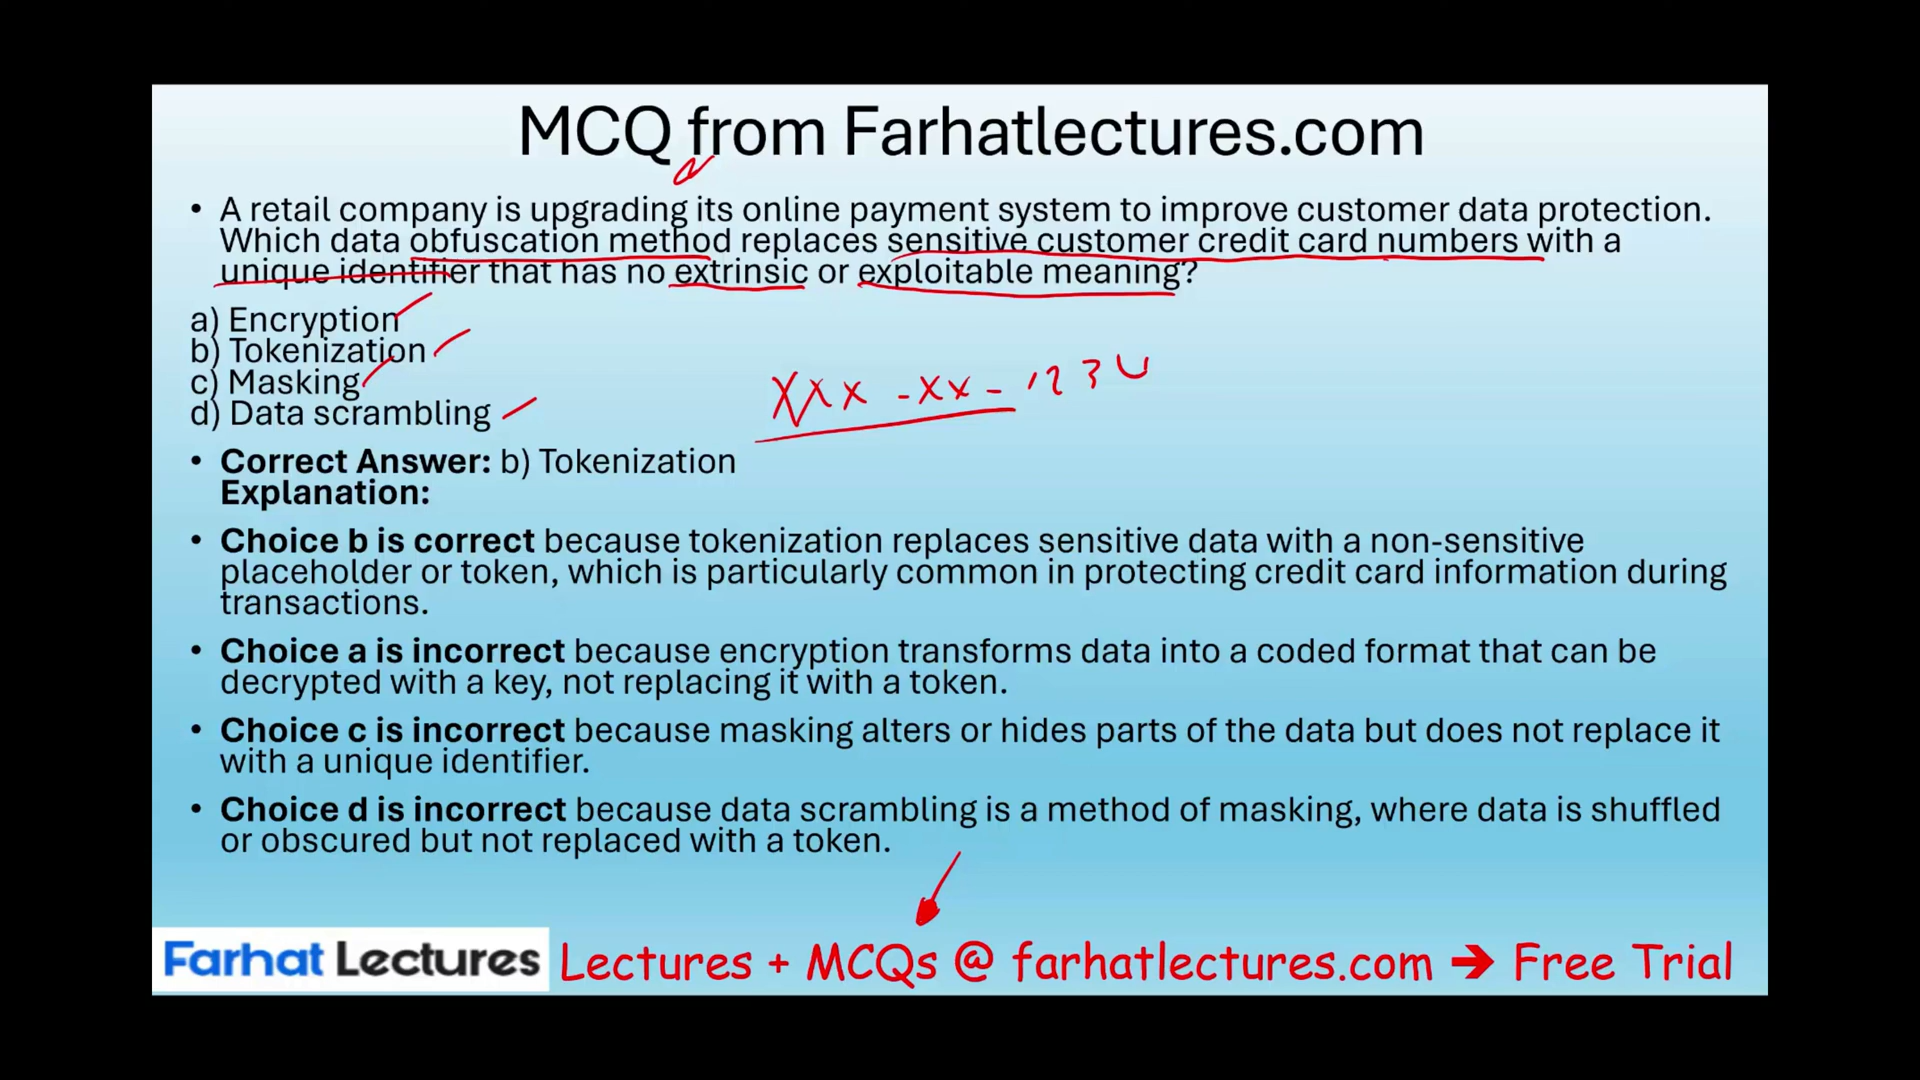 MCQ from Farhatlectures.com
• A retail company is upgrading its online payment system to improve customer data protection.
Which data obfuscation method replaces sensitive customer credit card numbers with a
unique identifier that has no extrinsic or exploitable meaning?
a) Encryption
b) Tokenization
c) Masking
d) Data scrambling
XXX - XX - 1234
• Correct Answer: b) Tokenization
Explanation:
• Choice b is correct because tokenization replaces sensitive data with a non-sensitive
placeholder or token, which is particularly common in protecting credit card information during
transactions.
• Choice a is incorrect because encryption transforms data into a coded format that can be
decrypted with a key, not replacing it with a token.
• Choice c is incorrect because masking alters or hides parts of the data but does not replace it
with a unique identifier.
• Choice d is incorrect because data scrambling is a method of masking, where data is shuffled
or obscured but not replaced with a token.
Farhat Lectures Lectures + MCQs @ farhatlectures.com → Free Trial